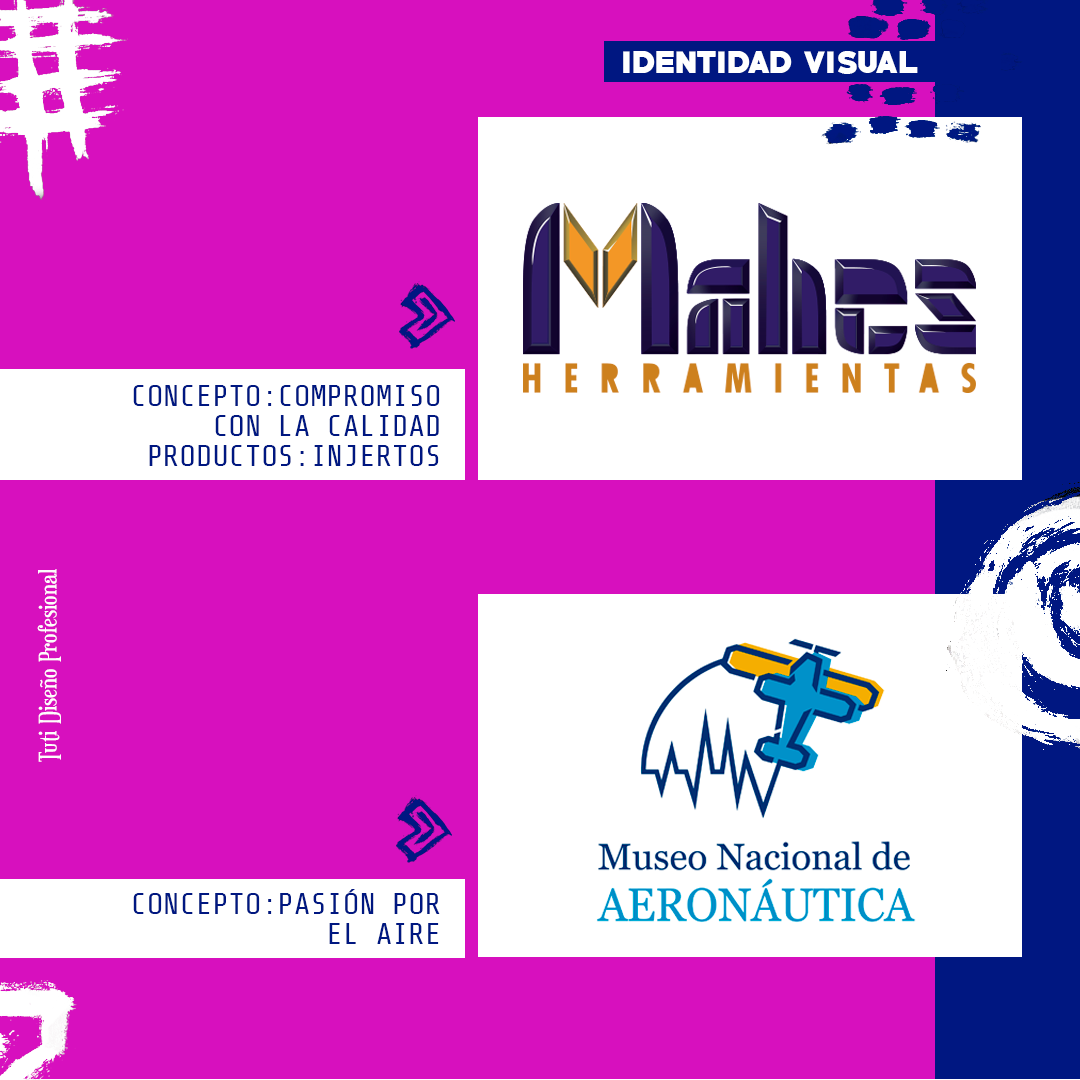 IDENTIDAD VISUAL
Mahes
HERRAMIENTAS
CONCEPTO:COMPROMISO
CON LA CALIDAD
PRODUCTOS:INJERTOS
Tuti Diseño Profesional
Museo Nacional de
AERONÁUTICA
CONCEPTO:PASIÓN POR
EL AIRE